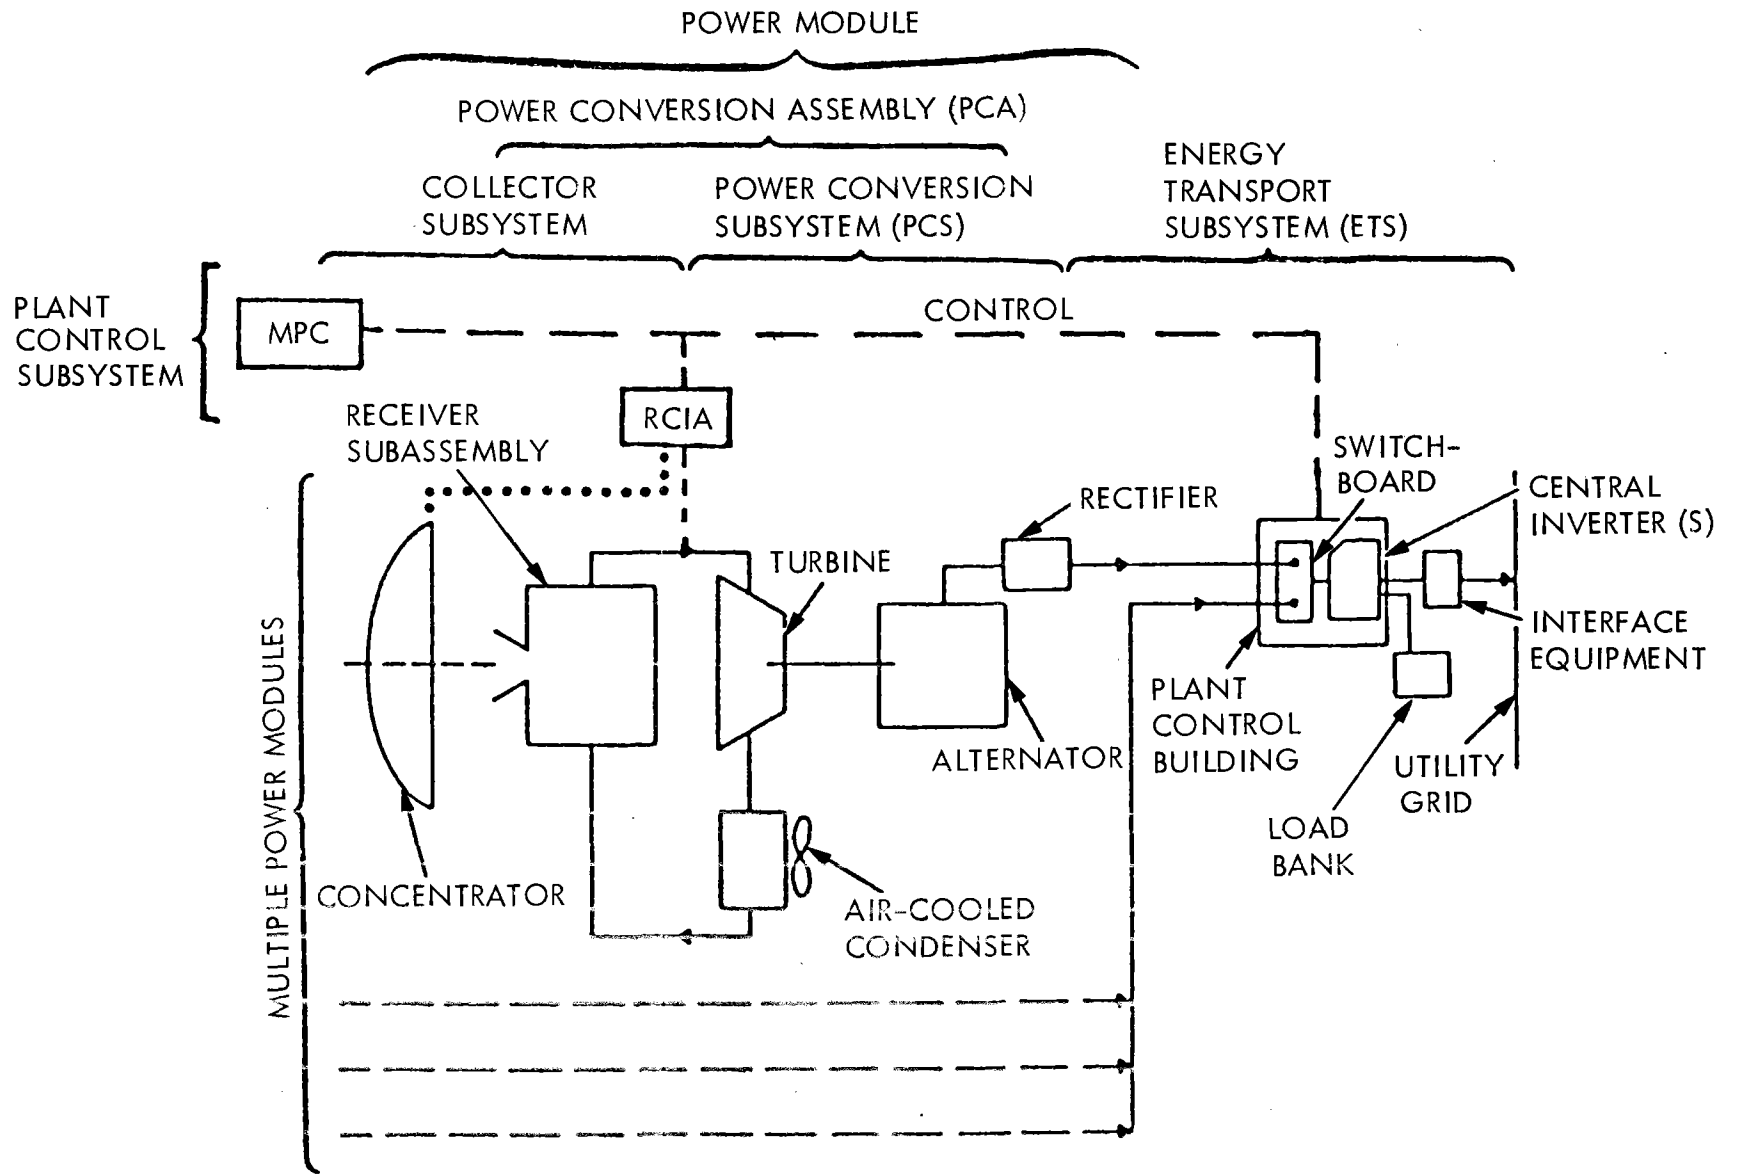 POWER MODULE
POWER CONVERSION ASSEMBLY (PCA)
COLLECTOR
SUBSYSTEM
POWER CONVERSION
SUBSYSTEM (PCS)
ENERGY
TRANSPORT
SUBSYSTEM (ETS)
PLANT
CONTROL
SUBSYSTEM
MPC
CONTROL
RECEIVER
SUBASSEMBLY
RCIA
SWITCH-
BOARD
RECTIFIER
CENTRAL
INVERTER (S)
TURBINE
INTERFACE
EQUIPMENT
PLANT
CONTROL
BUILDING
ALTERNATOR
UTILITY
GRID
LOAD
BANK
CONCENTRATOR
AIR-COOLED
CONDENSER
MULTIPLE POWER MODULES